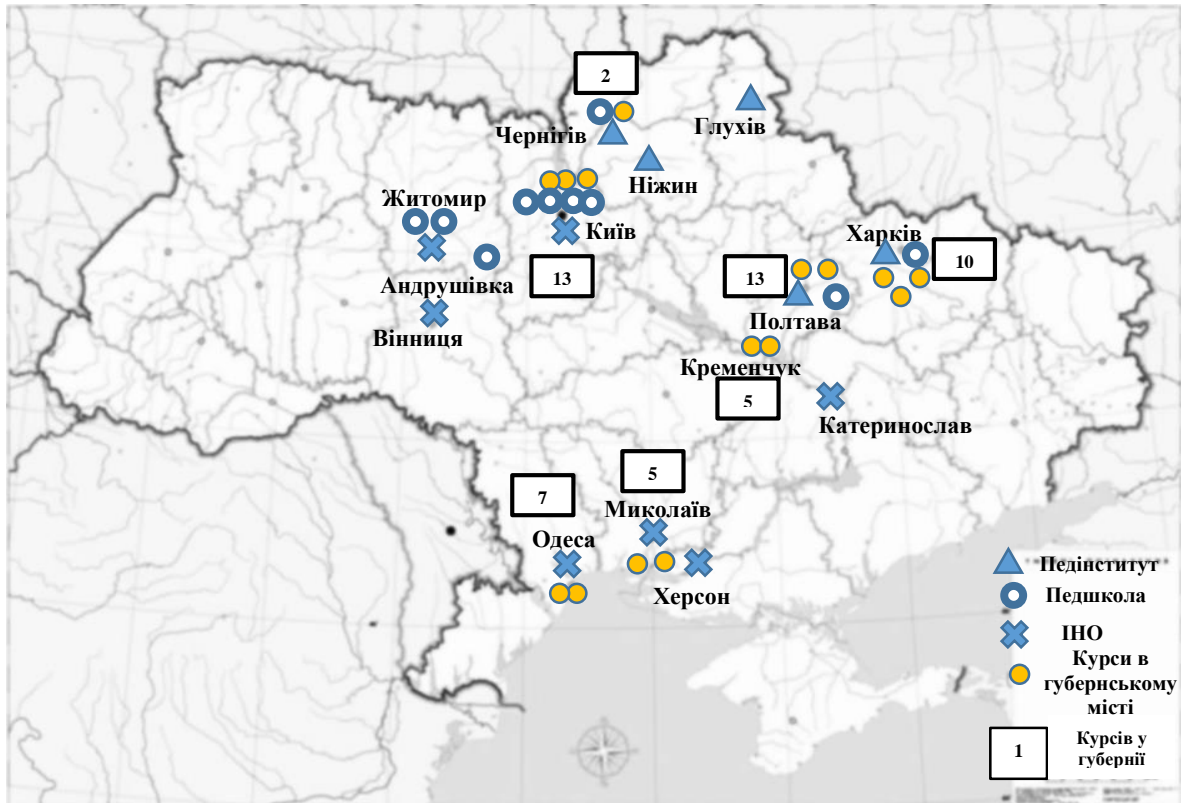 2
Чернігів
Глухів
Ніжин
Житомир
Київ
Харків
10
13
13
Андрушівка
Вінниця
Полтава
Кременчук
5
Катеринослав
5
7
Миколаїв
Одеса
Херсон
Педінститут
Педшкола
ІНО
Курси в
губернському
місті
1
Курсів у
губернії